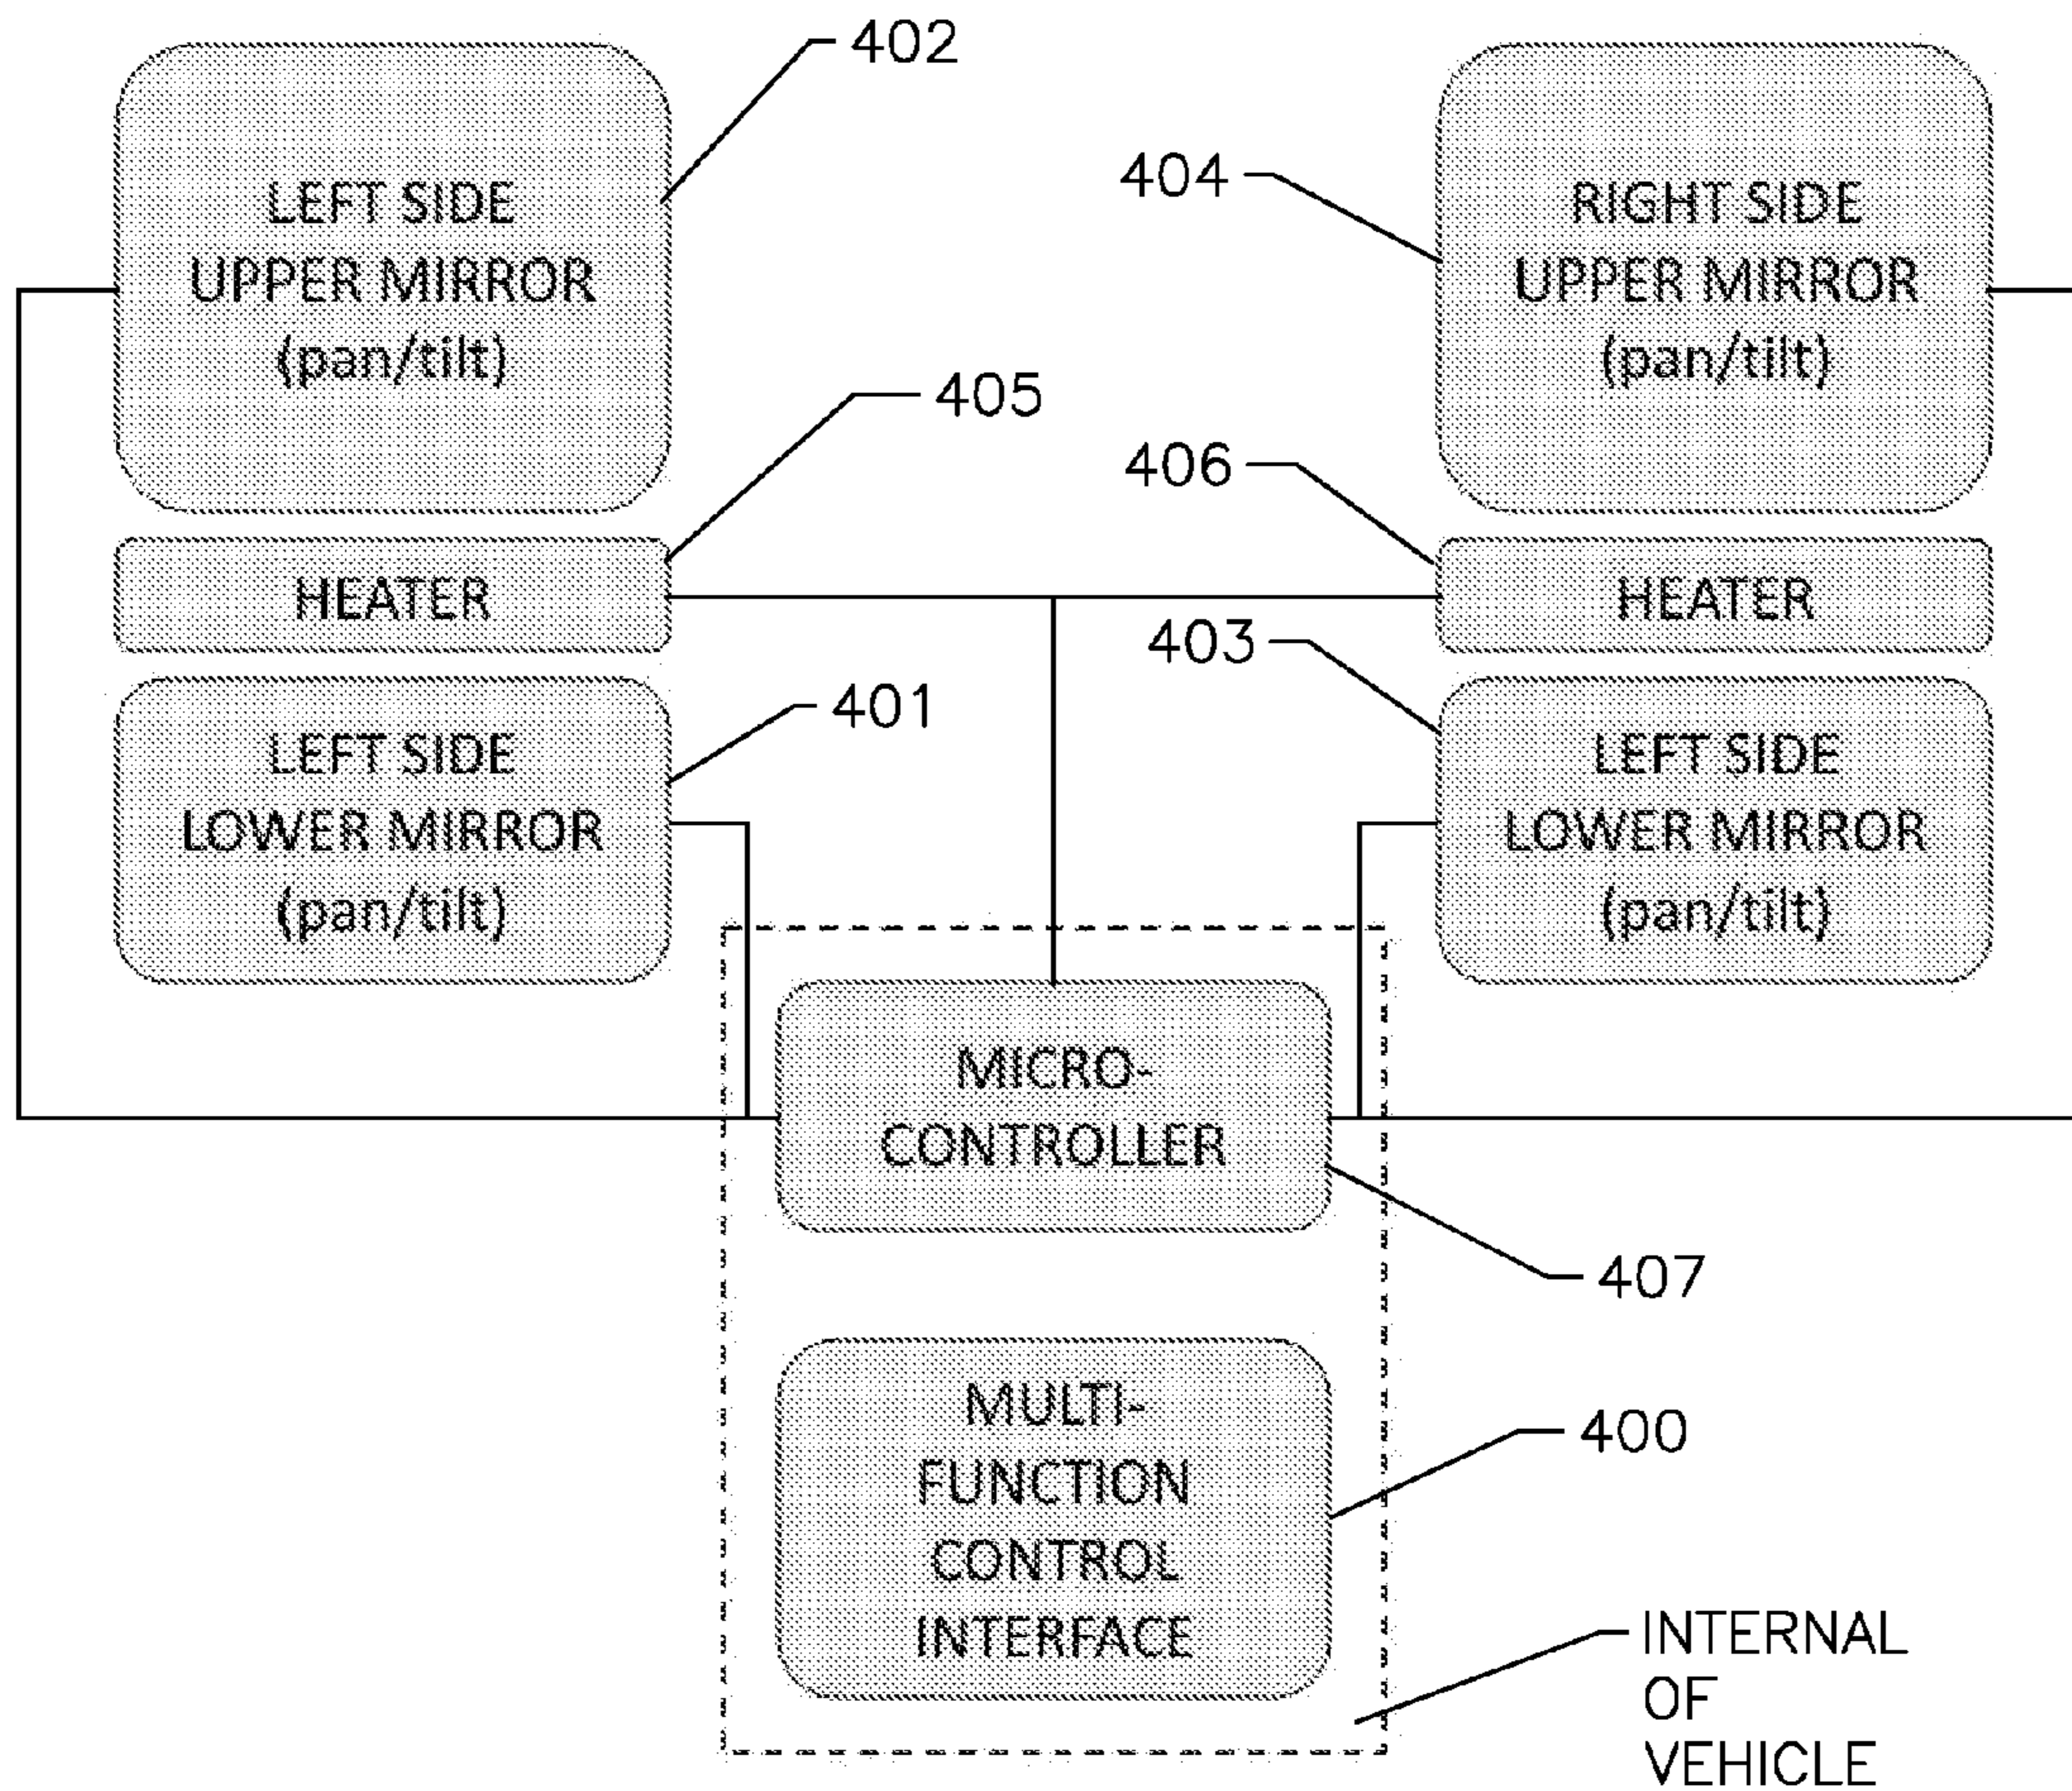 402
LEFT SIDE
UPPER MIRROR
(pan/tilt)
404
RIGHT SIDE
UPPER MIRROR
(pan/tilt)
405
HEATER
406
HEATER
401
LEFT SIDE
LOWER MIRROR
(pan/tilt)
403
LEFT SIDE
LOWER MIRROR
(pan/tilt)
MICRO-
CONTROLLER
407
MULTI-
FUNCTION
CONTROL
INTERFACE
400
INTERNAL
OF
VEHICLE